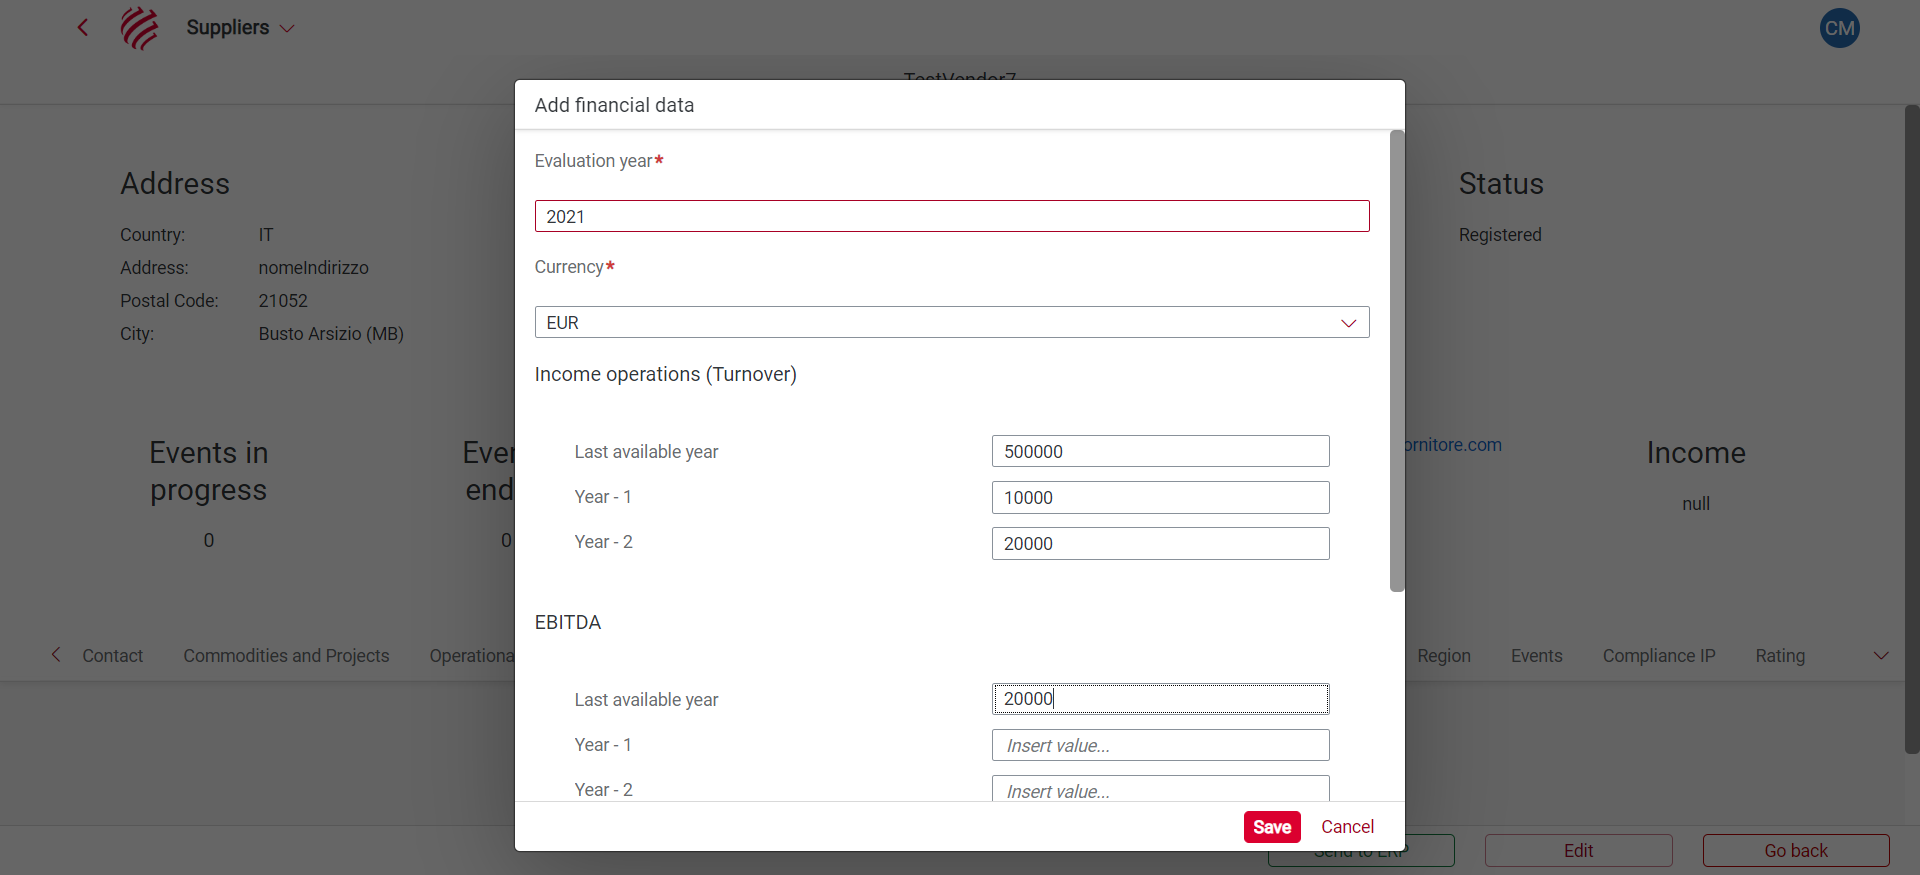 Suppliers
CM
TestVendor7
Add financial data
Evaluation year*
2021
Currency*
EUR
Income operations (Turnover)
Last available year 500000
Year - 1 10000
Year - 2 20000
EBITDA
Last available year 20000
Year - 1 Insert value...
Year - 2 Insert value...
Save Cancel
Address
Country: IT
Address: nomeIndirizzo
Postal Code: 21052
City: Busto Arsizio (MB)
Status
Registered
Events in
progress
0
Even
end
0
ornitore.com
Income
null
Contact Commodities and Projects Operationa Region Events Compliance IP Rating
Send to ERP Edit Go back